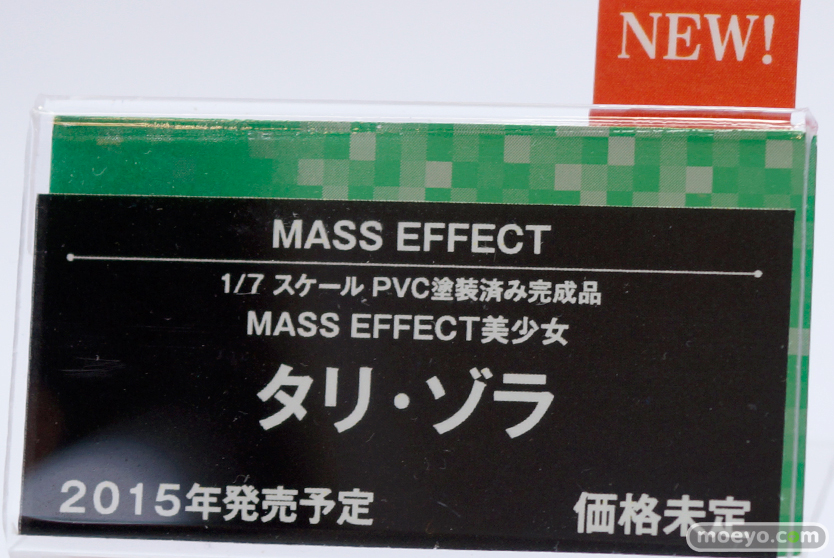 NEW!
MASS EFFECT
1/7 スケール PVC塗装済み完成品
MASS EFFECT美少女
タリ・ゾラ
2015年発売予定 価格未定
moeyo.com